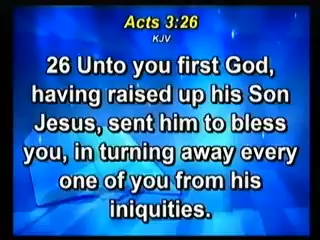 Acts 3:26
KJV
26 Unto you first God,
having raised up his Son
Jesus, sent him to bless
you, in turning away every
one of you from his
iniquities.